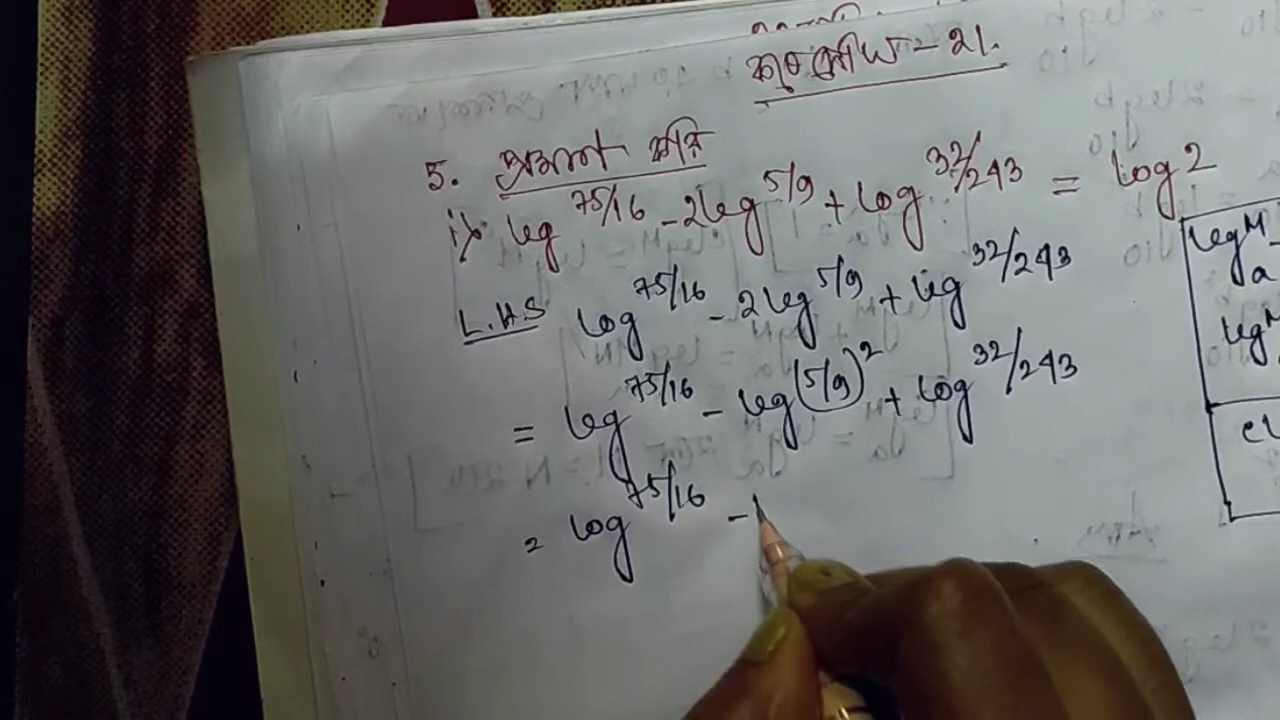 কষে দেখি – 21.
5. প্রমাণ করি
i) log 75/16 - 2log 5/9 + log 32/243 = log 2
L.H.S log 75/16 - 2log 5/9 + log 32/243
= log 75/16 - log (5/9)² + log 32/243
= log 75/16 -
log M
a
log M